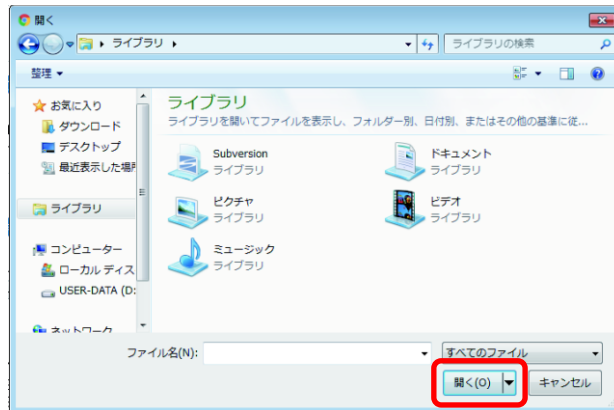 開く
ライブラリ
ライブラリの検索
整理
お気に入り
ダウンロード
デスクトップ
最近表示した場所
ライブラリ
コンピューター
ローカル ディス
USER-DATA (D:
ネットワーク
ライブラリ
ライブラリを開いてファイルを表示し、フォルダー別、日付別、またはその他の基準に従...
Subversion
ライブラリ
ドキュメント
ライブラリ
ピクチャ
ライブラリ
ビデオ
ライブラリ
ミュージック
ライブラリ
ファイル名(N):
すべてのファイル
開く(O)
キャンセル